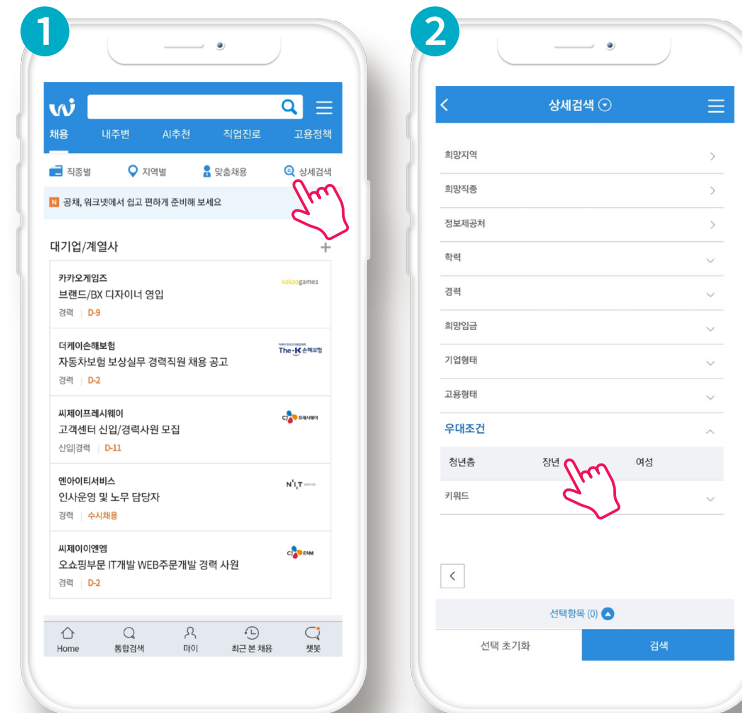 1
채용 내주변 AI추천 직업진로 고용정책
직종별 지역별 맞춤채용 상세검색
N 공채, 워크넷에서 쉽고 편하게 준비해 보세요
대기업/계열사 +
카카오게임즈
브랜드/BX 디자이너 영입
kakaogames
경력 | D-9
더케이손해보험
자동차보험 보상실무 경력직원 채용 공고
The-K 손해보험
경력 | D-2
씨제이프레시웨이
고객센터 신입/경력사원 모집
CJ 프레시웨이
신입|경력 | D-11
엔아이티서비스
인사운영 및 노무 담당자
경력 | 수시채용
씨제이이앤엠
오쇼핑부문 IT개발 WEB주문개발 경력 사원
CJ E&M
경력 | D-2
Home 통합검색 마이 최근 본 채용 챗봇
2
상세검색
희망지역
희망직종
정보제공처
학력
경력
희망임금
기업형태
고용형태
우대조건
청년층 장년 여성
키워드
선택항목 (0)
선택 초기화 검색